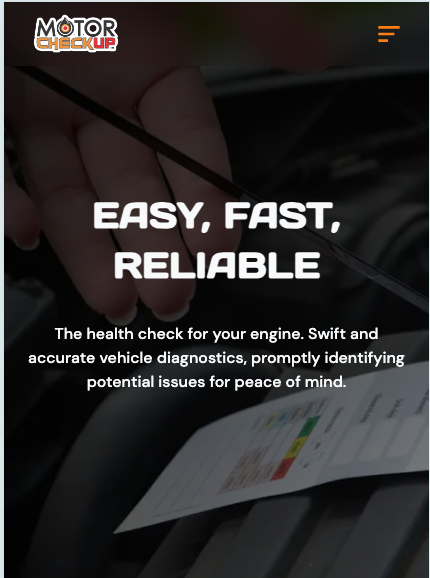 MOTOR
CHECKUP
EASY, FAST,
RELIABLE
The health check for your engine. Swift and
accurate vehicle diagnostics, promptly identifying
potential issues for peace of mind.